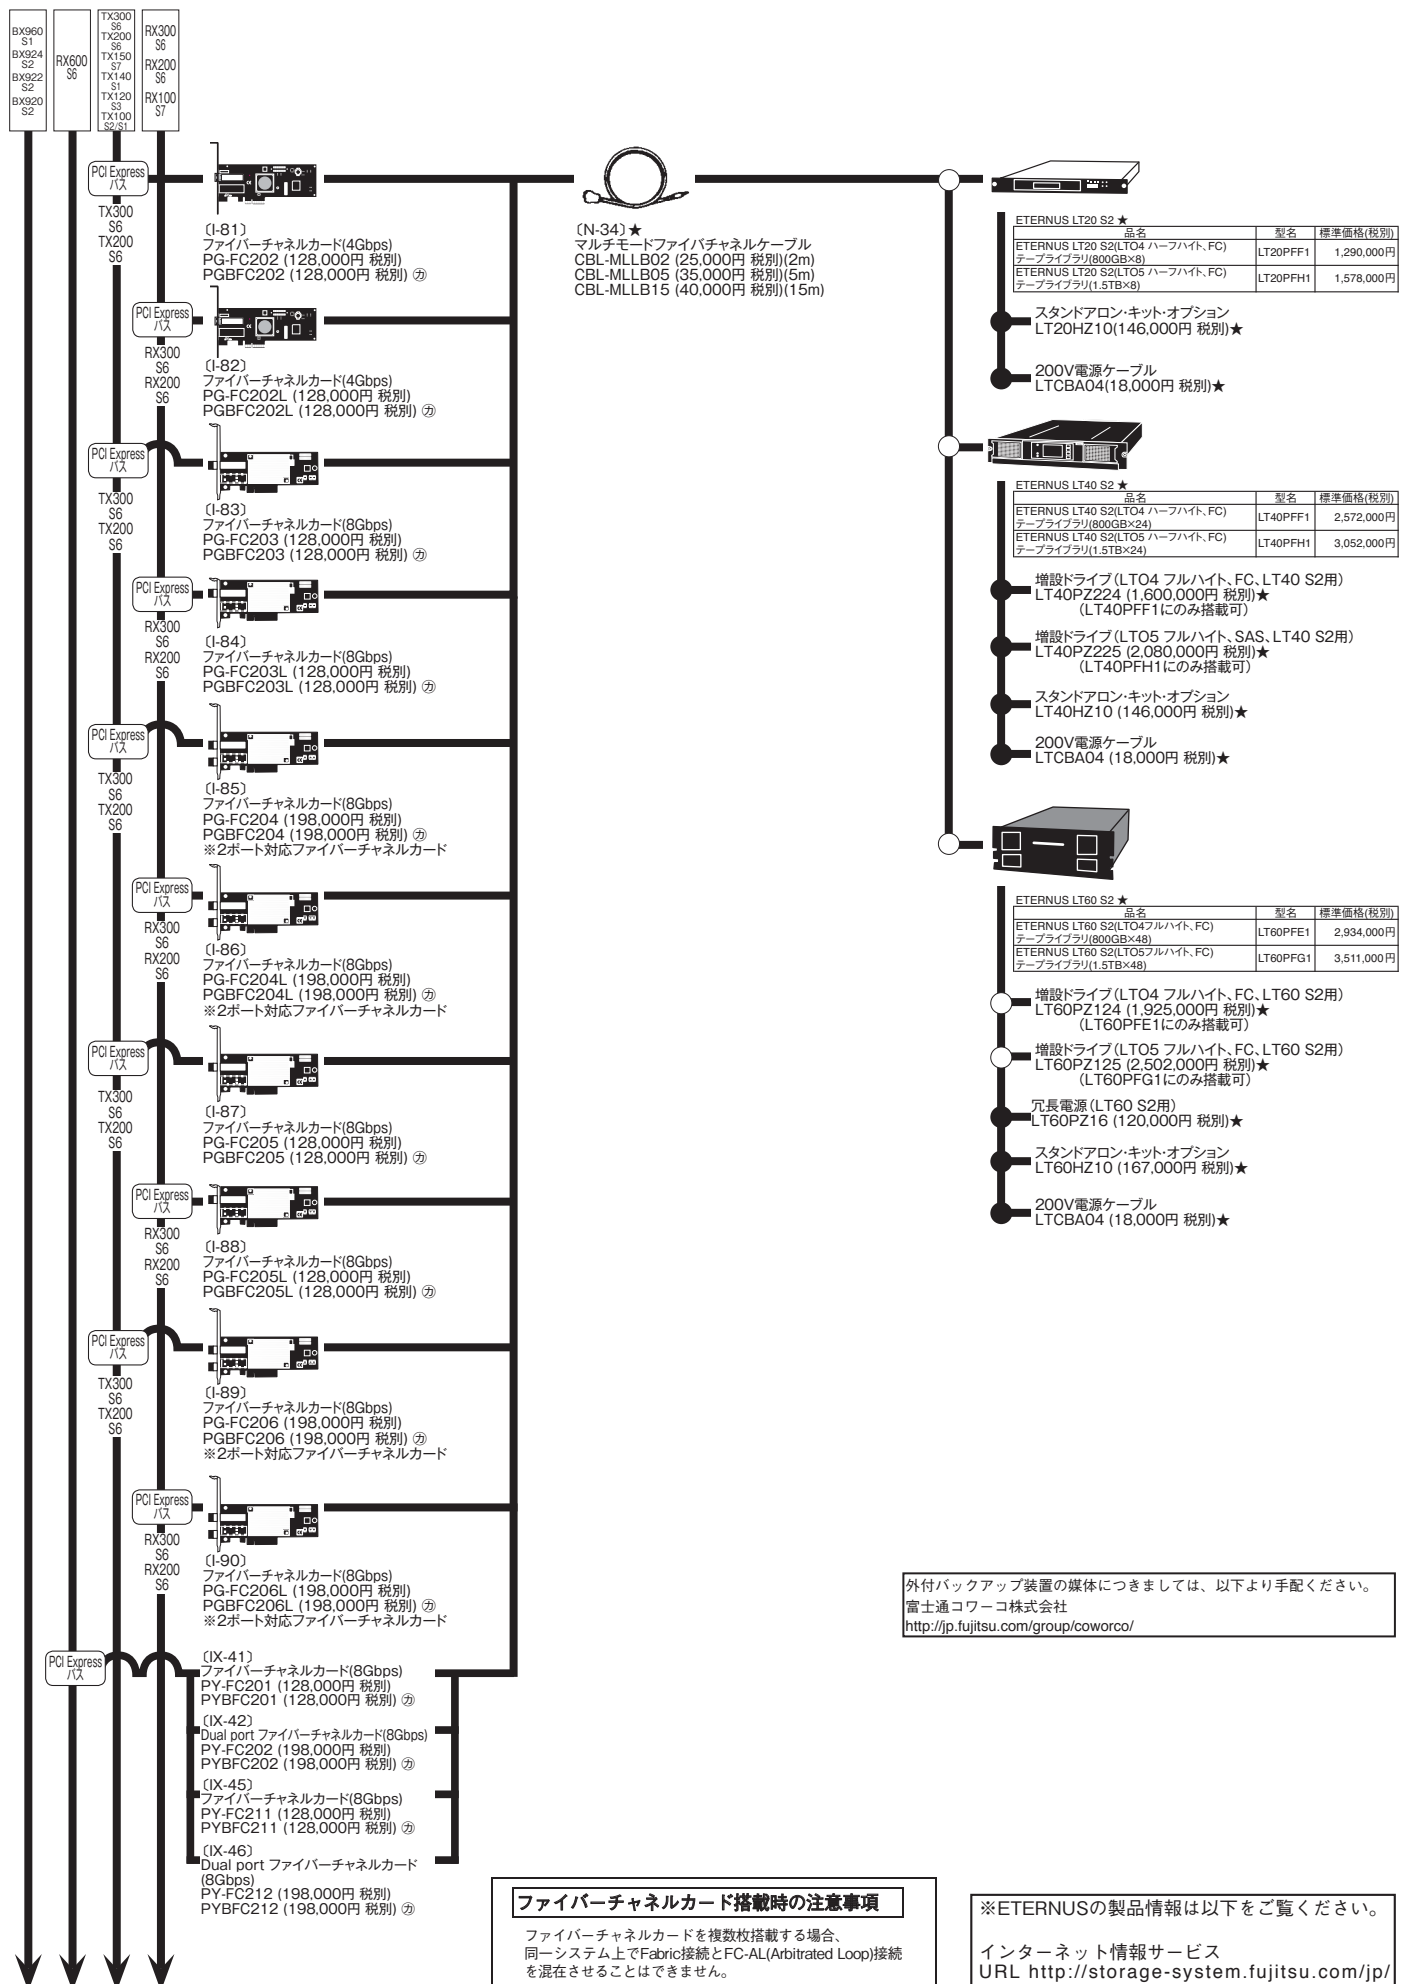 BX960
S1
BX924
S2
BX922
S2
BX920
S2
RX600
S6
TX300
S6
TX200
S6
TX150
S7
TX140
S1
TX120
S3
TX100
S2/S1
RX300
S6
RX200
S6
RX100
S7
PCI Express
バス
TX300
S6
TX200
S6
〔I-81〕
ファイバーチャネルカード(4Gbps)
PG-FC202 (128,000円 税別)
PGBFC202 (128,000円 税別) ㋕
PCI Express
バス
RX300
S6
RX200
S6
〔I-82〕
ファイバーチャネルカード(4Gbps)
PG-FC202L (128,000円 税別)
PGBFC202L (128,000円 税別) ㋕
PCI Express
バス
TX300
S6
TX200
S6
〔I-83〕
ファイバーチャネルカード(8Gbps)
PG-FC203 (128,000円 税別)
PGBFC203 (128,000円 税別) ㋕
PCI Express
バス
RX300
S6
RX200
S6
〔I-84〕
ファイバーチャネルカード(8Gbps)
PG-FC203L (128,000円 税別)
PGBFC203L (128,000円 税別) ㋕
PCI Express
バス
TX300
S6
TX200
S6
〔I-85〕
ファイバーチャネルカード(8Gbps)
PG-FC204 (198,000円 税別)
PGBFC204 (198,000円 税別) ㋕
※2ポート対応ファイバーチャネルカード
PCI Express
バス
RX300
S6
RX200
S6
〔I-86〕
ファイバーチャネルカード(8Gbps)
PG-FC204L (198,000円 税別)
PGBFC204L (198,000円 税別) ㋕
※2ポート対応ファイバーチャネルカード
PCI Express
バス
TX300
S6
TX200
S6
〔I-87〕
ファイバーチャネルカード(8Gbps)
PG-FC205 (128,000円 税別)
PGBFC205 (128,000円 税別) ㋕
PCI Express
バス
RX300
S6
RX200
S6
〔I-88〕
ファイバーチャネルカード(8Gbps)
PG-FC205L (128,000円 税別)
PGBFC205L (128,000円 税別) ㋕
PCI Express
バス
TX300
S6
TX200
S6
〔I-89〕
ファイバーチャネルカード(8Gbps)
PG-FC206 (198,000円 税別)
PGBFC206 (198,000円 税別) ㋕
※2ポート対応ファイバーチャネルカード
PCI Express
バス
RX300
S6
RX200
S6
〔I-90〕
ファイバーチャネルカード(8Gbps)
PG-FC206L (198,000円 税別)
PGBFC206L (198,000円 税別) ㋕
※2ポート対応ファイバーチャネルカード
PCI Express
バス
〔IX-41〕
ファイバーチャネルカード(8Gbps)
PY-FC201 (128,000円 税別)
PYBFC201 (128,000円 税別) ㋕
〔IX-42〕
Dual port ファイバーチャネルカード(8Gbps)
PY-FC202 (198,000円 税別)
PYBFC202 (198,000円 税別) ㋕
〔IX-45〕
ファイバーチャネルカード(8Gbps)
PY-FC211 (128,000円 税別)
PYBFC211 (128,000円 税別) ㋕
〔IX-46〕
Dual port ファイバーチャネルカード
(8Gbps)
PY-FC212 (198,000円 税別)
PYBFC212 (198,000円 税別) ㋕
〔N-34〕★
マルチモードファイバチャネルケーブル
CBL-MLLB02 (25,000円 税別)(2m)
CBL-MLLB05 (35,000円 税別)(5m)
CBL-MLLB15 (40,000円 税別)(15m)
ETERNUS LT20 S2 ★
品名 型名 標準価格(税別)
ETERNUS LT20 S2(LTO4 ハーフハイト、FC)
テープライブラリ(800GB×8) LT20PFF1 1,290,000円
ETERNUS LT20 S2(LTO5 ハーフハイト、FC)
テープライブラリ(1.5TB×8) LT20PFH1 1,578,000円
スタンドアロン・キット・オプション
LT20HZ10(146,000円 税別)★
200V電源ケーブル
LTCBA04(18,000円 税別)★
ETERNUS LT40 S2 ★
品名 型名 標準価格(税別)
ETERNUS LT40 S2(LTO4 ハーフハイト、FC)
テープライブラリ(800GB×24) LT40PFF1 2,572,000円
ETERNUS LT40 S2(LTO5 ハーフハイト、FC)
テープライブラリ(1.5TB×24) LT40PFH1 3,052,000円
増設ドライブ（LTO4 フルハイト、FC、LT40 S2用）
LT40PZ224 (1,600,000円 税別)★
（LT40PFF1にのみ搭載可）
増設ドライブ（LTO5 フルハイト、SAS、LT40 S2用）
LT40PZ225 (2,080,000円 税別)★
（LT40PFH1にのみ搭載可）
スタンドアロン・キット・オプション
LT40HZ10 (146,000円 税別)★
200V電源ケーブル
LTCBA04 (18,000円 税別)★
ETERNUS LT60 S2 ★
品名 型名 標準価格(税別)
ETERNUS LT60 S2(LTO4フルハイト、FC)
テープライブラリ(800GB×48) LT60PFE1 2,934,000円
ETERNUS LT60 S2(LTO5フルハイト、FC)
テープライブラリ(1.5TB×48) LT60PFG1 3,511,000円
増設ドライブ（LTO4 フルハイト、FC、LT60 S2用）
LT60PZ124 (1,925,000円 税別)★
（LT60PFE1にのみ搭載可）
増設ドライブ（LTO5 フルハイト、FC、LT60 S2用）
LT60PZ125 (2,502,000円 税別)★
（LT60PFG1にのみ搭載可）
冗長電源（LT60 S2用）
LT60PZ16 (120,000円 税別)★
スタンドアロン・キット・オプション
LT60HZ10 (167,000円 税別)★
200V電源ケーブル
LTCBA04 (18,000円 税別)★
外付バックアップ装置の媒体につきましては、以下より手配ください。
富士通コワーコ株式会社
http://jp.fujitsu.com/group/coworco/
ファイバーチャネルカード搭載時の注意事項
ファイバーチャネルカードを複数枚搭載する場合、
同一システム上でFabric接続とFC-AL(Arbitrated Loop)接続
を混在させることはできません。
※ETERNUSの製品情報は以下をご覧ください。
インターネット情報サービス
URL http://storage-system.fujitsu.com/jp/